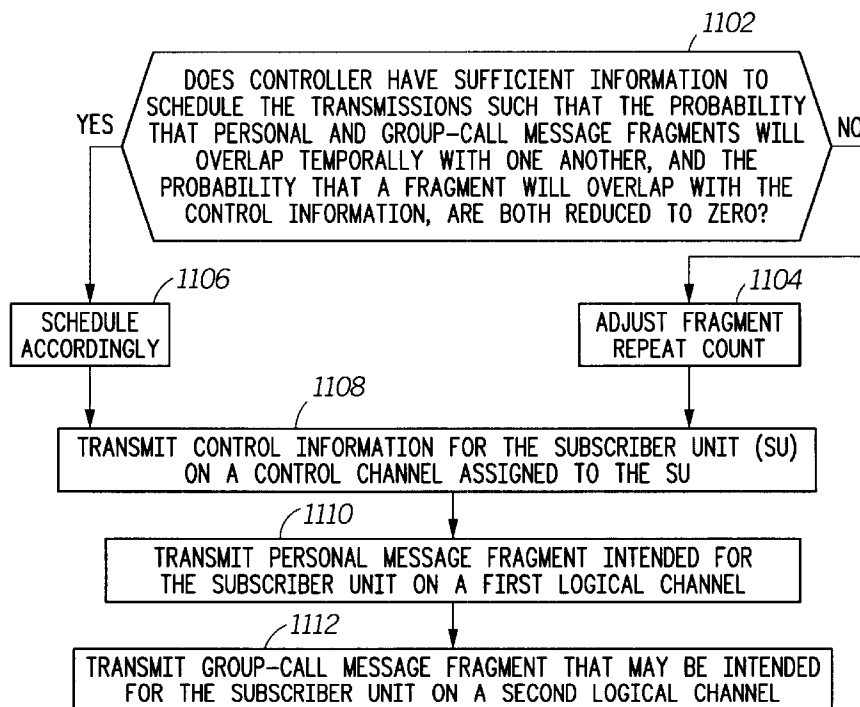 1102
DOES CONTROLLER HAVE SUFFICIENT INFORMATION TO
SCHEDULE THE TRANSMISSIONS SUCH THAT THE PROBABILITY
THAT PERSONAL AND GROUP-CALL MESSAGE FRAGMENTS WILL
OVERLAP TEMPORALLY WITH ONE ANOTHER, AND THE
PROBABILITY THAT A FRAGMENT WILL OVERLAP WITH THE
CONTROL INFORMATION, ARE BOTH REDUCED TO ZERO?
YES
NO
1106
SCHEDULE
ACCORDINGLY
1104
ADJUST FRAGMENT
REPEAT COUNT
1108
TRANSMIT CONTROL INFORMATION FOR THE SUBSCRIBER UNIT (SU)
ON A CONTROL CHANNEL ASSIGNED TO THE SU
1110
TRANSMIT PERSONAL MESSAGE FRAGMENT INTENDED FOR
THE SUBSCRIBER UNIT ON A FIRST LOGICAL CHANNEL
1112
TRANSMIT GROUP-CALL MESSAGE FRAGMENT THAT MAY BE INTENDED
FOR THE SUBSCRIBER UNIT ON A SECOND LOGICAL CHANNEL